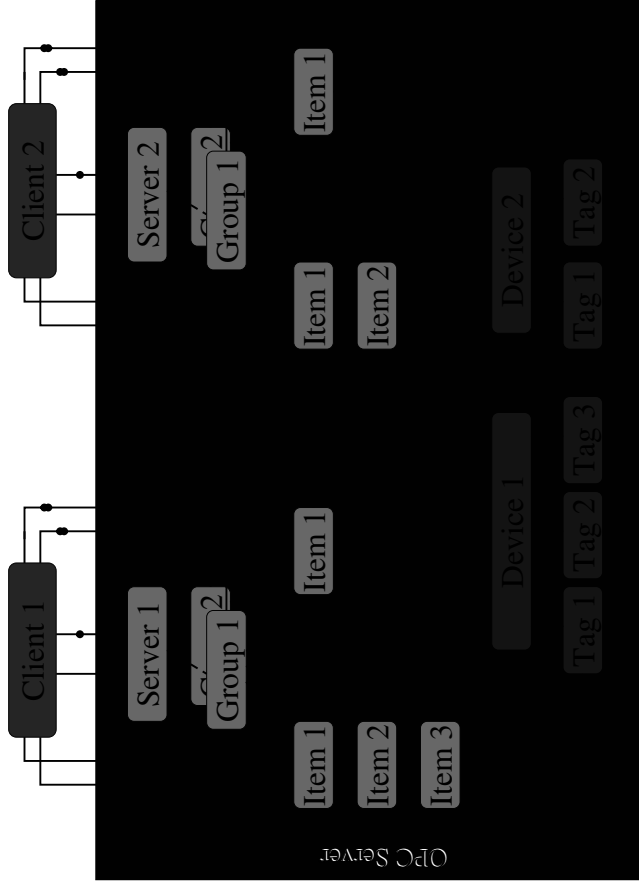 Client 1
Client 2
Server 1
Server 2
2
2
Group 1
Group 1
Item 1
Item 1
Item 1
Item 1
Item 2
Item 2
Item 3
Device 1
Device 2
Tag 1
Tag 2
Tag 3
Tag 1
Tag 2
OPC Server